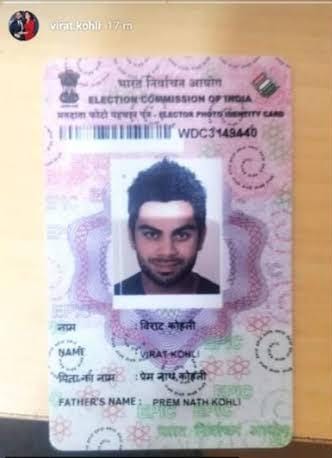 virat.kohli 17 m
भारत निर्वाचन आयोग
ELECTION COMMISSION OF INDIA
मतदाता फोटो पहचान पत्र - ELECTOR PHOTO IDENTITY CARD
WDC3149440
नाम : विराट कोहली
NAME VIRAT KOHLI
पिता का नाम : प्रेम नाथ कोहली
FATHER'S NAME : PREM NATH KOHLI
भारत निर्वाचन आयोग